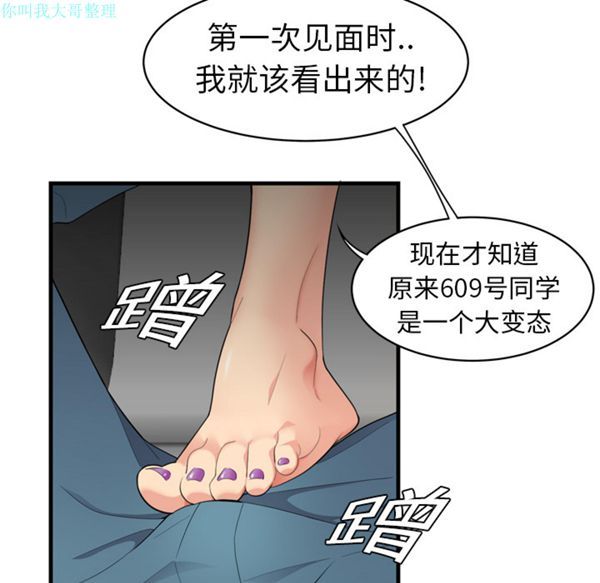 你叫我大哥整理
第一次见面时..
我就该看出来的!
现在才知道
原来609号同学
是一个大变态
蹭
蹭